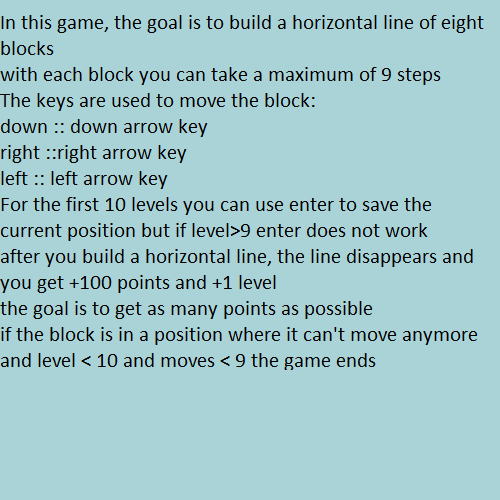 In this game, the goal is to build a horizontal line of eight
blocks
with each block you can take a maximum of 9 steps
The keys are used to move the block:
down :: down arrow key
right ::right arrow key
left :: left arrow key
For the first 10 levels you can use enter to save the
current position but if level>9 enter does not work
after you build a horizontal line, the line disappears and
you get +100 points and +1 level
the goal is to get as many points as possible
if the block is in a position where it can't move anymore
and level < 10 and moves < 9 the game ends